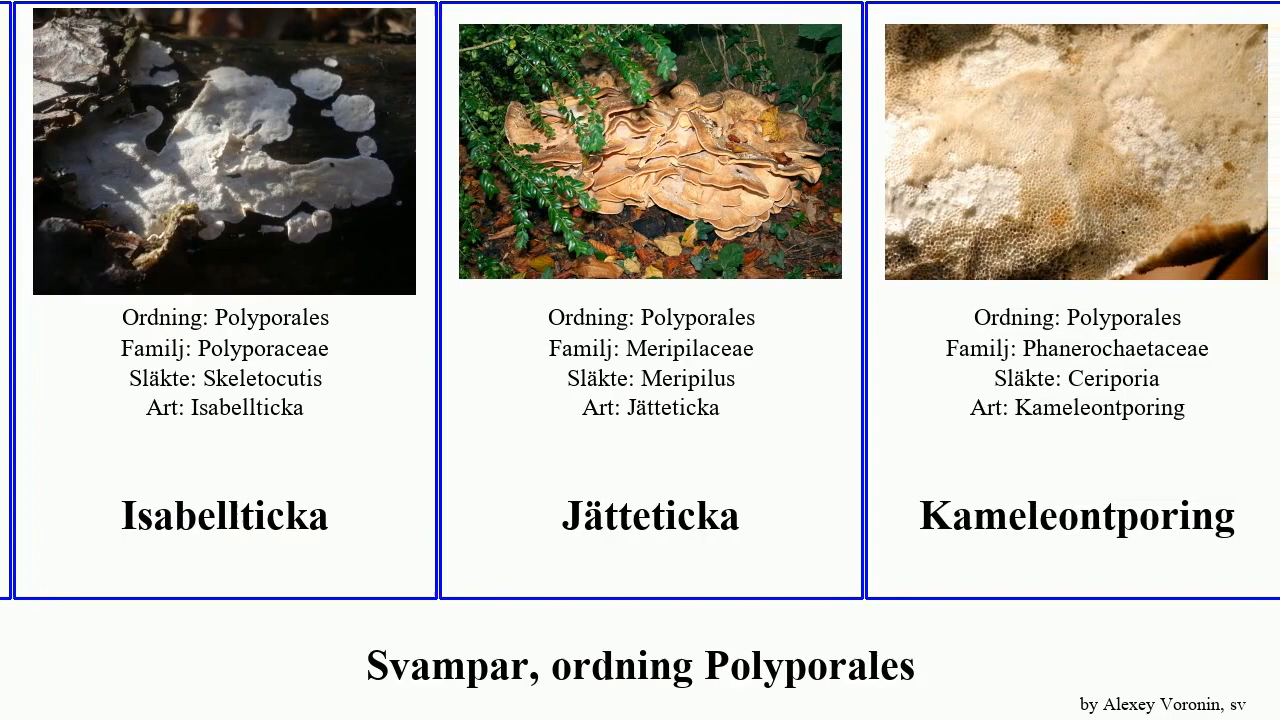 Ordning: Polyporales
Familj: Polyporaceae
Släkte: Skeletocutis
Art: Isabellticka
Isabellticka
Ordning: Polyporales
Familj: Meripilaceae
Släkte: Meripilus
Art: Jätteticka
Jätteticka
Ordning: Polyporales
Familj: Phanerochaetaceae
Släkte: Ceriporia
Art: Kameleontporing
Kameleontporing
Svampar, ordning Polyporales
by Alexey Voronin, sv